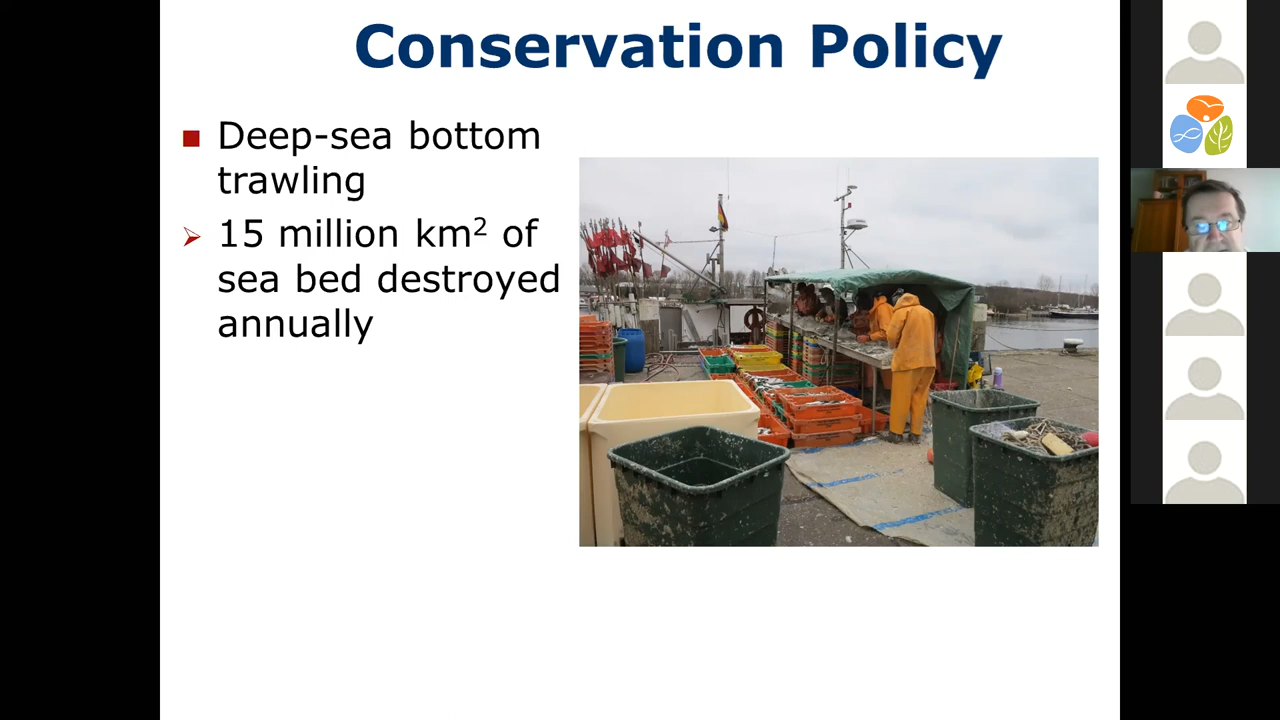 Conservation Policy
Deep-sea bottom
trawling
15 million km² of
sea bed destroyed
annually